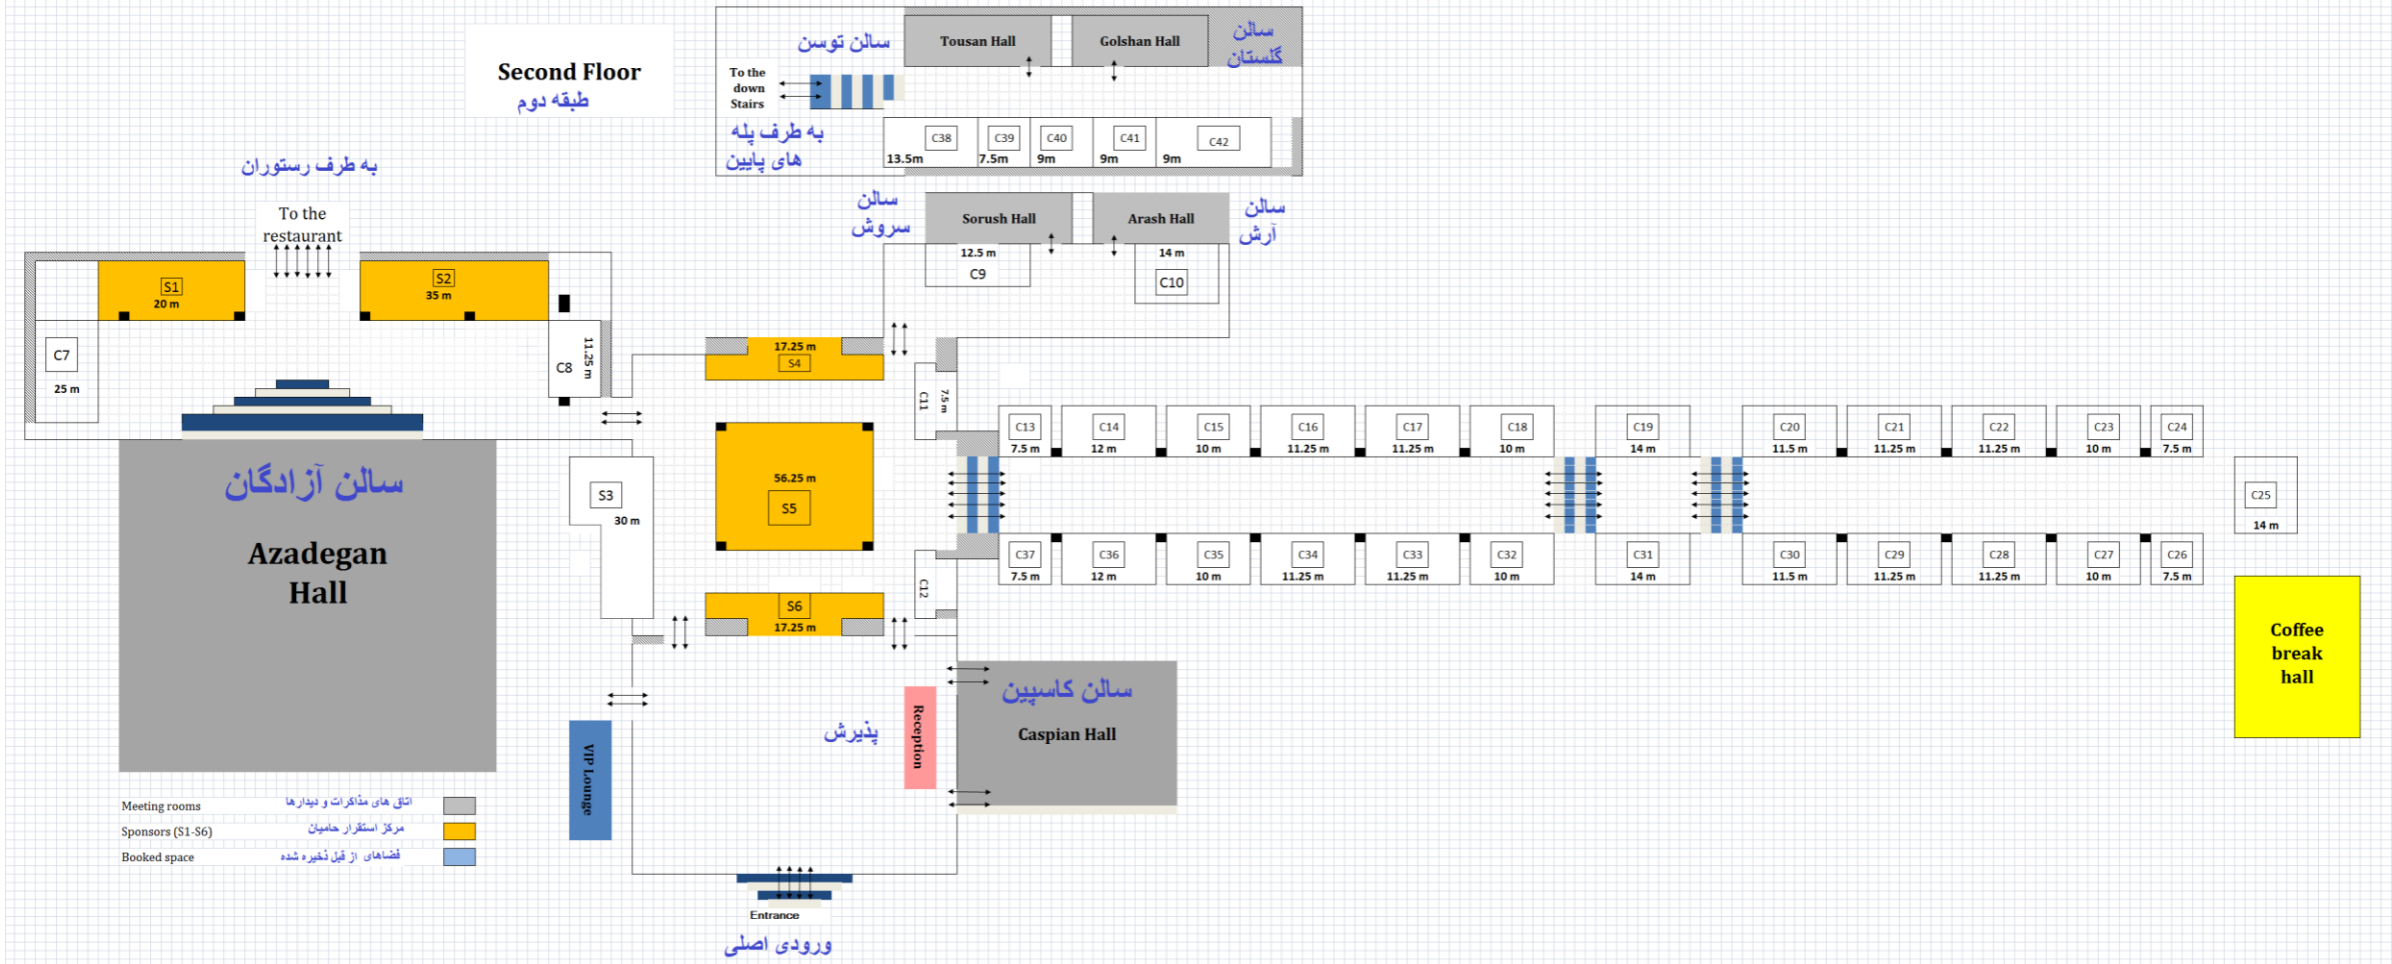 Second Floor
طبقه دوم
سالن توسن
Tousan Hall
Golshan Hall
سالن
گلستان
To the
down
Stairs
به طرف پله
های پایین
C38
13.5m
C39
7.5m
C40
9m
C41
9m
C42
9m
به طرف رستوران
To the
restaurant
سالن
سروش
Sorush Hall
Arash Hall
سالن
آرش
12.5 m
C9
14 m
C10
S1
20 m
S2
35 m
C7
25 m
C8
11.25 m
17.25 m
S4
C11
7.5 m
56.25 m
S5
S3
30 m
C12
S6
17.25 m
C13
7.5 m
C14
12 m
C15
10 m
C16
11.25 m
C17
11.25 m
C18
10 m
C19
14 m
C20
11.5 m
C21
11.25 m
C22
11.25 m
C23
10 m
C24
7.5 m
C25
14 m
C37
7.5 m
C36
12 m
C35
10 m
C34
11.25 m
C33
11.25 m
C32
10 m
C31
14 m
C30
11.5 m
C29
11.25 m
C28
11.25 m
C27
10 m
C26
7.5 m
سالن آزادگان
Azadegan
Hall
Coffee
break
hall
سالن کاسپین
Caspian Hall
پذیرش
Reception
VIP Lounge
Meeting rooms اتاق های مذاکرات و دیدارها
Sponsors (S1-S6) مرکز استقرار حامیان
Booked space فضاهای از قبل ذخیره شده
Entrance
ورودی اصلی